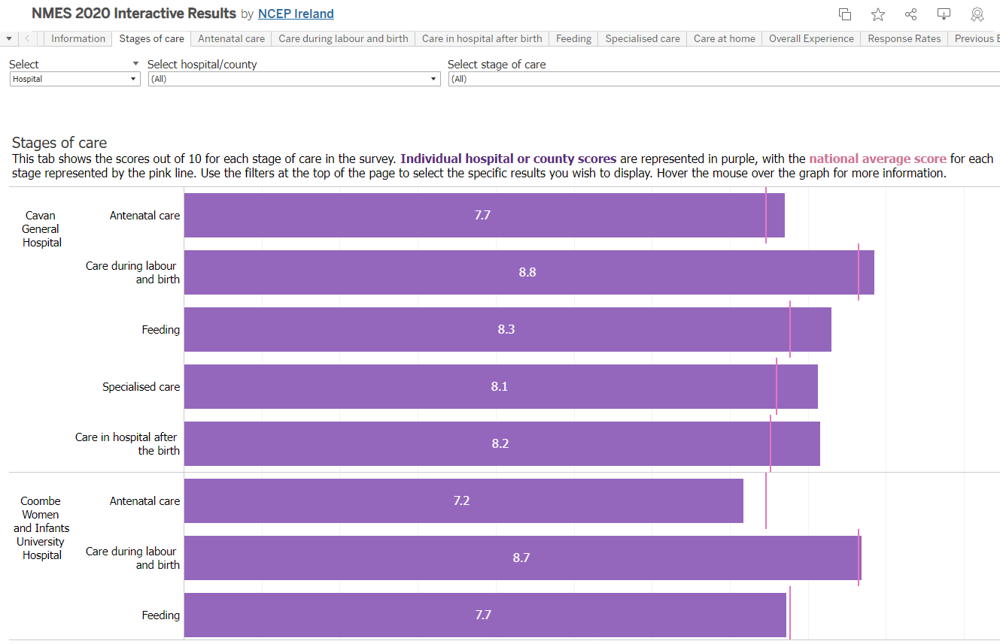 NMES 2020 Interactive Results by NCEP Ireland
Information Stages of care Antenatal care Care during labour and birth Care in hospital after birth Feeding Specialised care Care at home Overall Experience Response Rates Previous E
Select Select hospital/county Select stage of care
Hospital (All) (All)
Stages of care
This tab shows the scores out of 10 for each stage of care in the survey. Individual hospital or county scores are represented in purple, with the national average score for each
stage represented by the pink line. Use the filters at the top of the page to select the specific results you wish to display. Hover the mouse over the graph for more information.
Cavan
General
Hospital
Antenatal care
7.7
Care during labour
and birth
8.8
Feeding
8.3
Specialised care
8.1
Care in hospital after
the birth
8.2
Coombe
Women
and Infants
University
Hospital
Antenatal care
7.2
Care during labour
and birth
8.7
Feeding
7.7